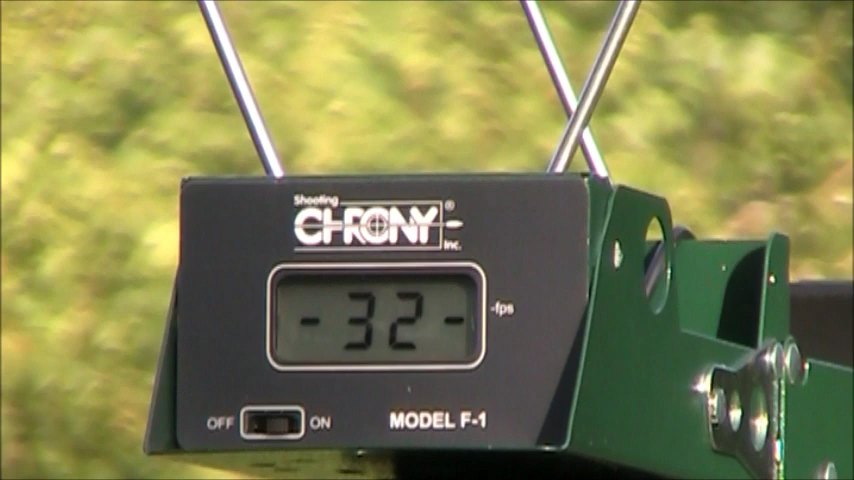 Shooting
CHRONY®
Inc.
- 32 -
-fps
OFF ON
MODEL F-1